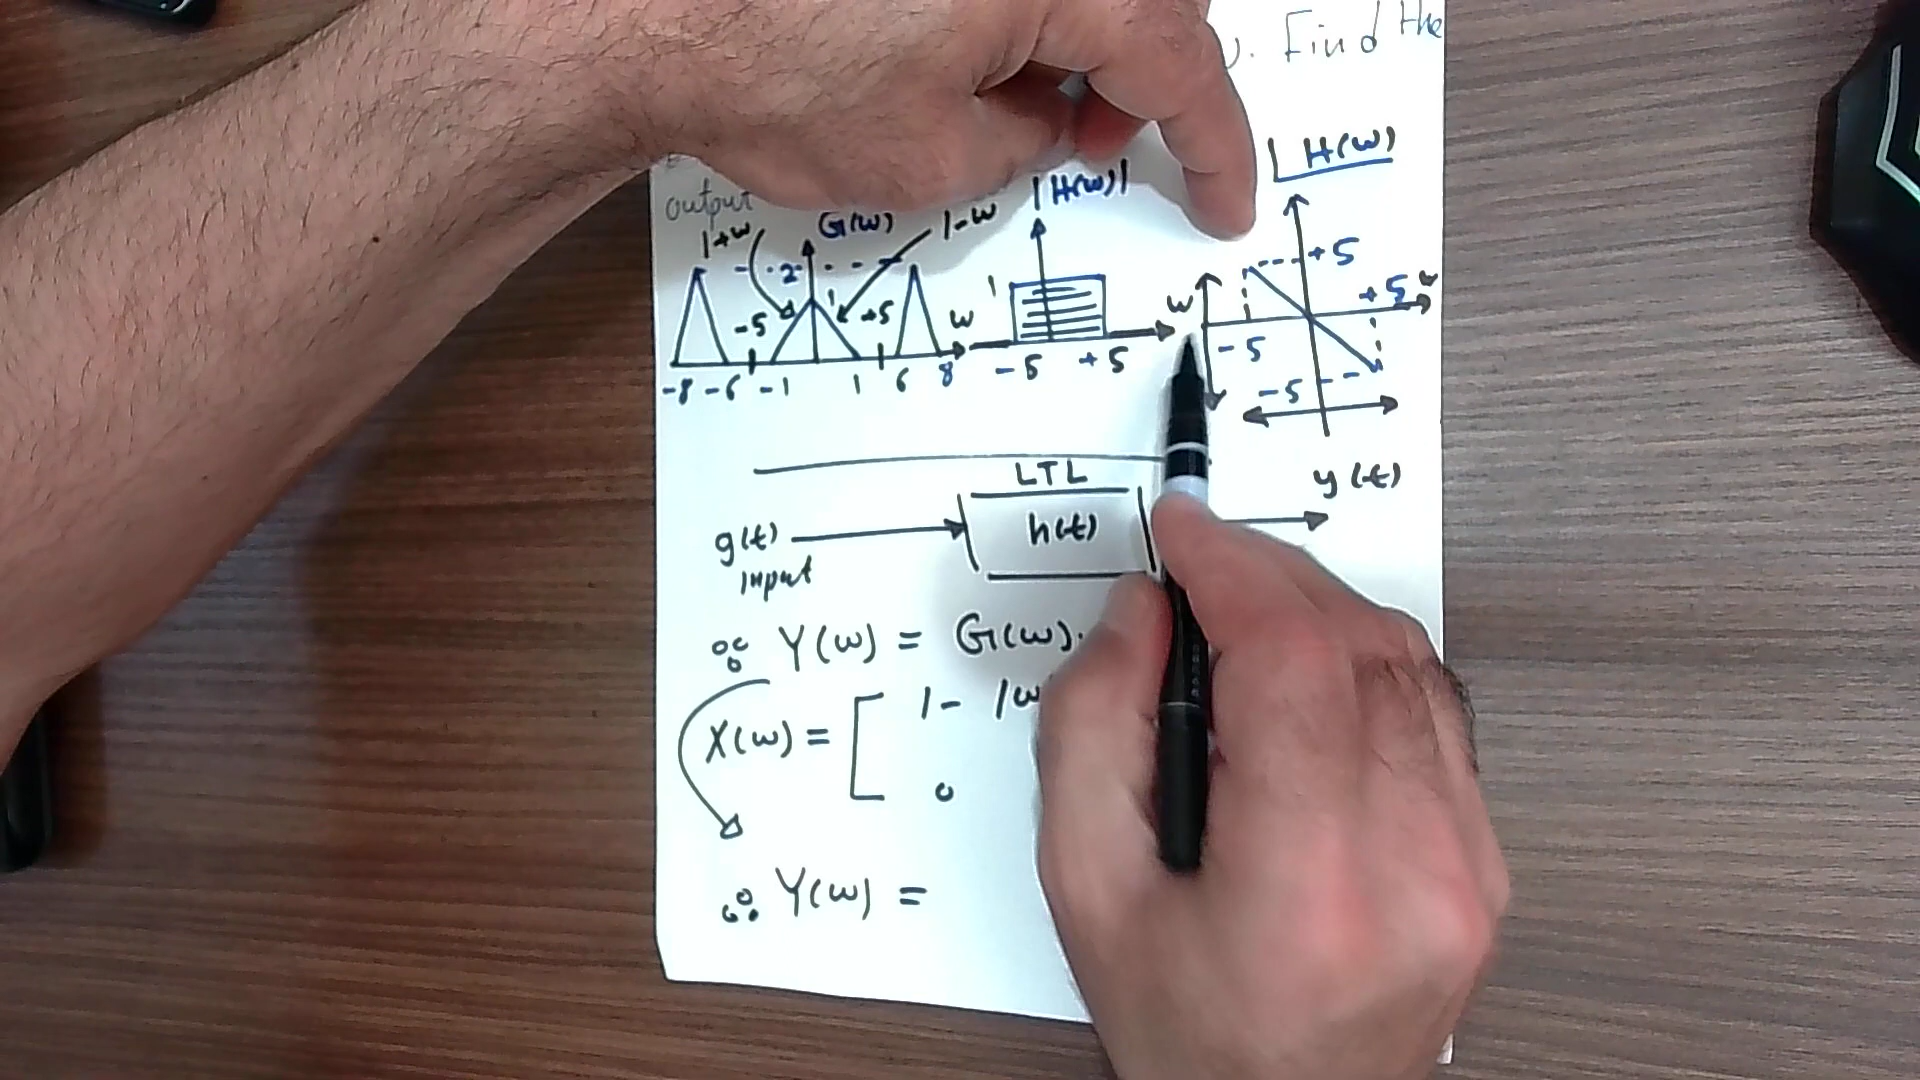 . Find the
output
∠H(w)
|H(w)|
1+w G(w) 1-w
2 1 -5 +5 w
-8 -6 -1 1 6 8
1 w
-5 +5
+5 +5 w
-5 -5
LTL
g(t) h(t) y(t)
input
Y(w) = G(w).
X(w) = [ 1 - |w|
0
Y(w) =